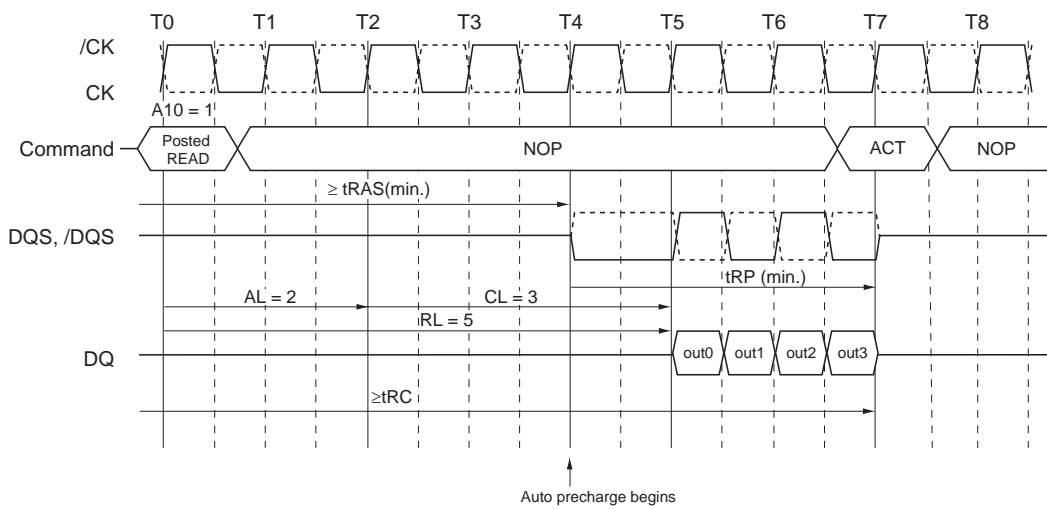 T0 T1 T2 T3 T4 T5 T6 T7 T8
/CK
CK
A10 = 1
Command
Posted
READ
NOP
ACT
NOP
≥ tRAS(min.)
DQS, /DQS
tRP (min.)
AL = 2
CL = 3
RL = 5
DQ
out0
out1
out2
out3
≥tRC
Auto precharge begins